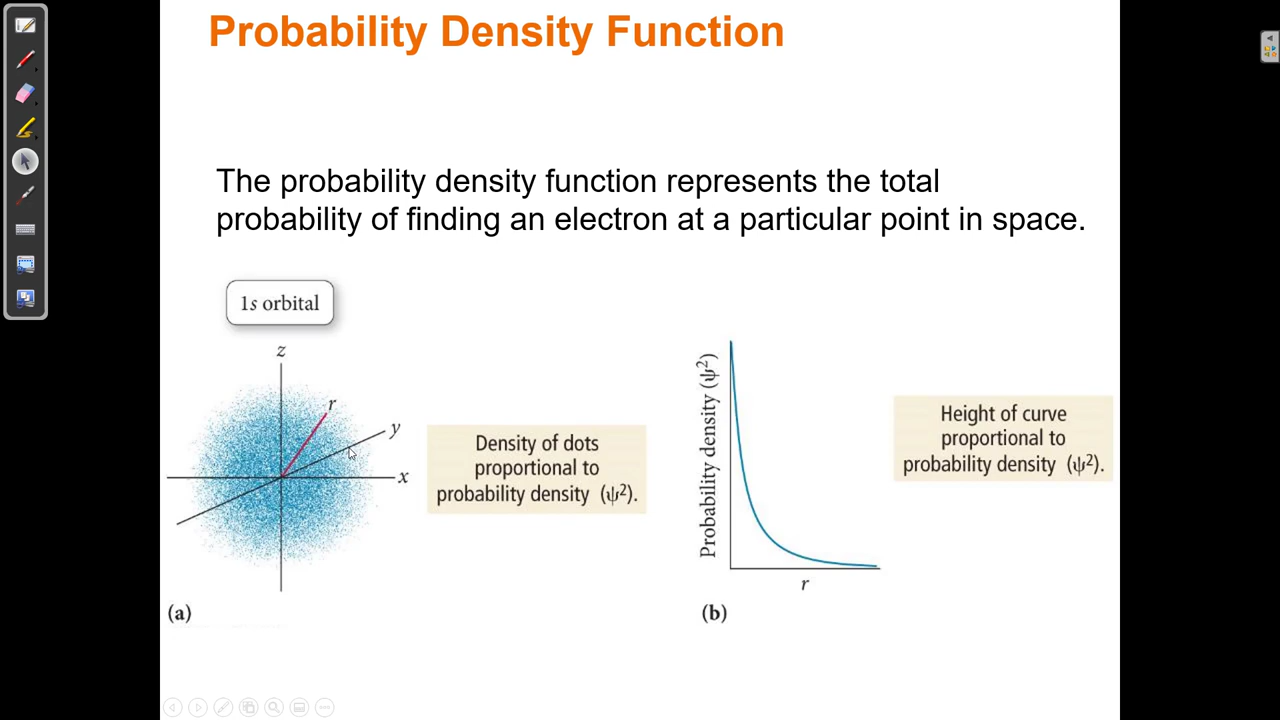 Probability Density Function
The probability density function represents the total
probability of finding an electron at a particular point in space.
1s orbital
z
r
y
x
Density of dots
proportional to
probability density (ψ²).
(a)
Probability density (ψ²)
r
Height of curve
proportional to
probability density (ψ²).
(b)